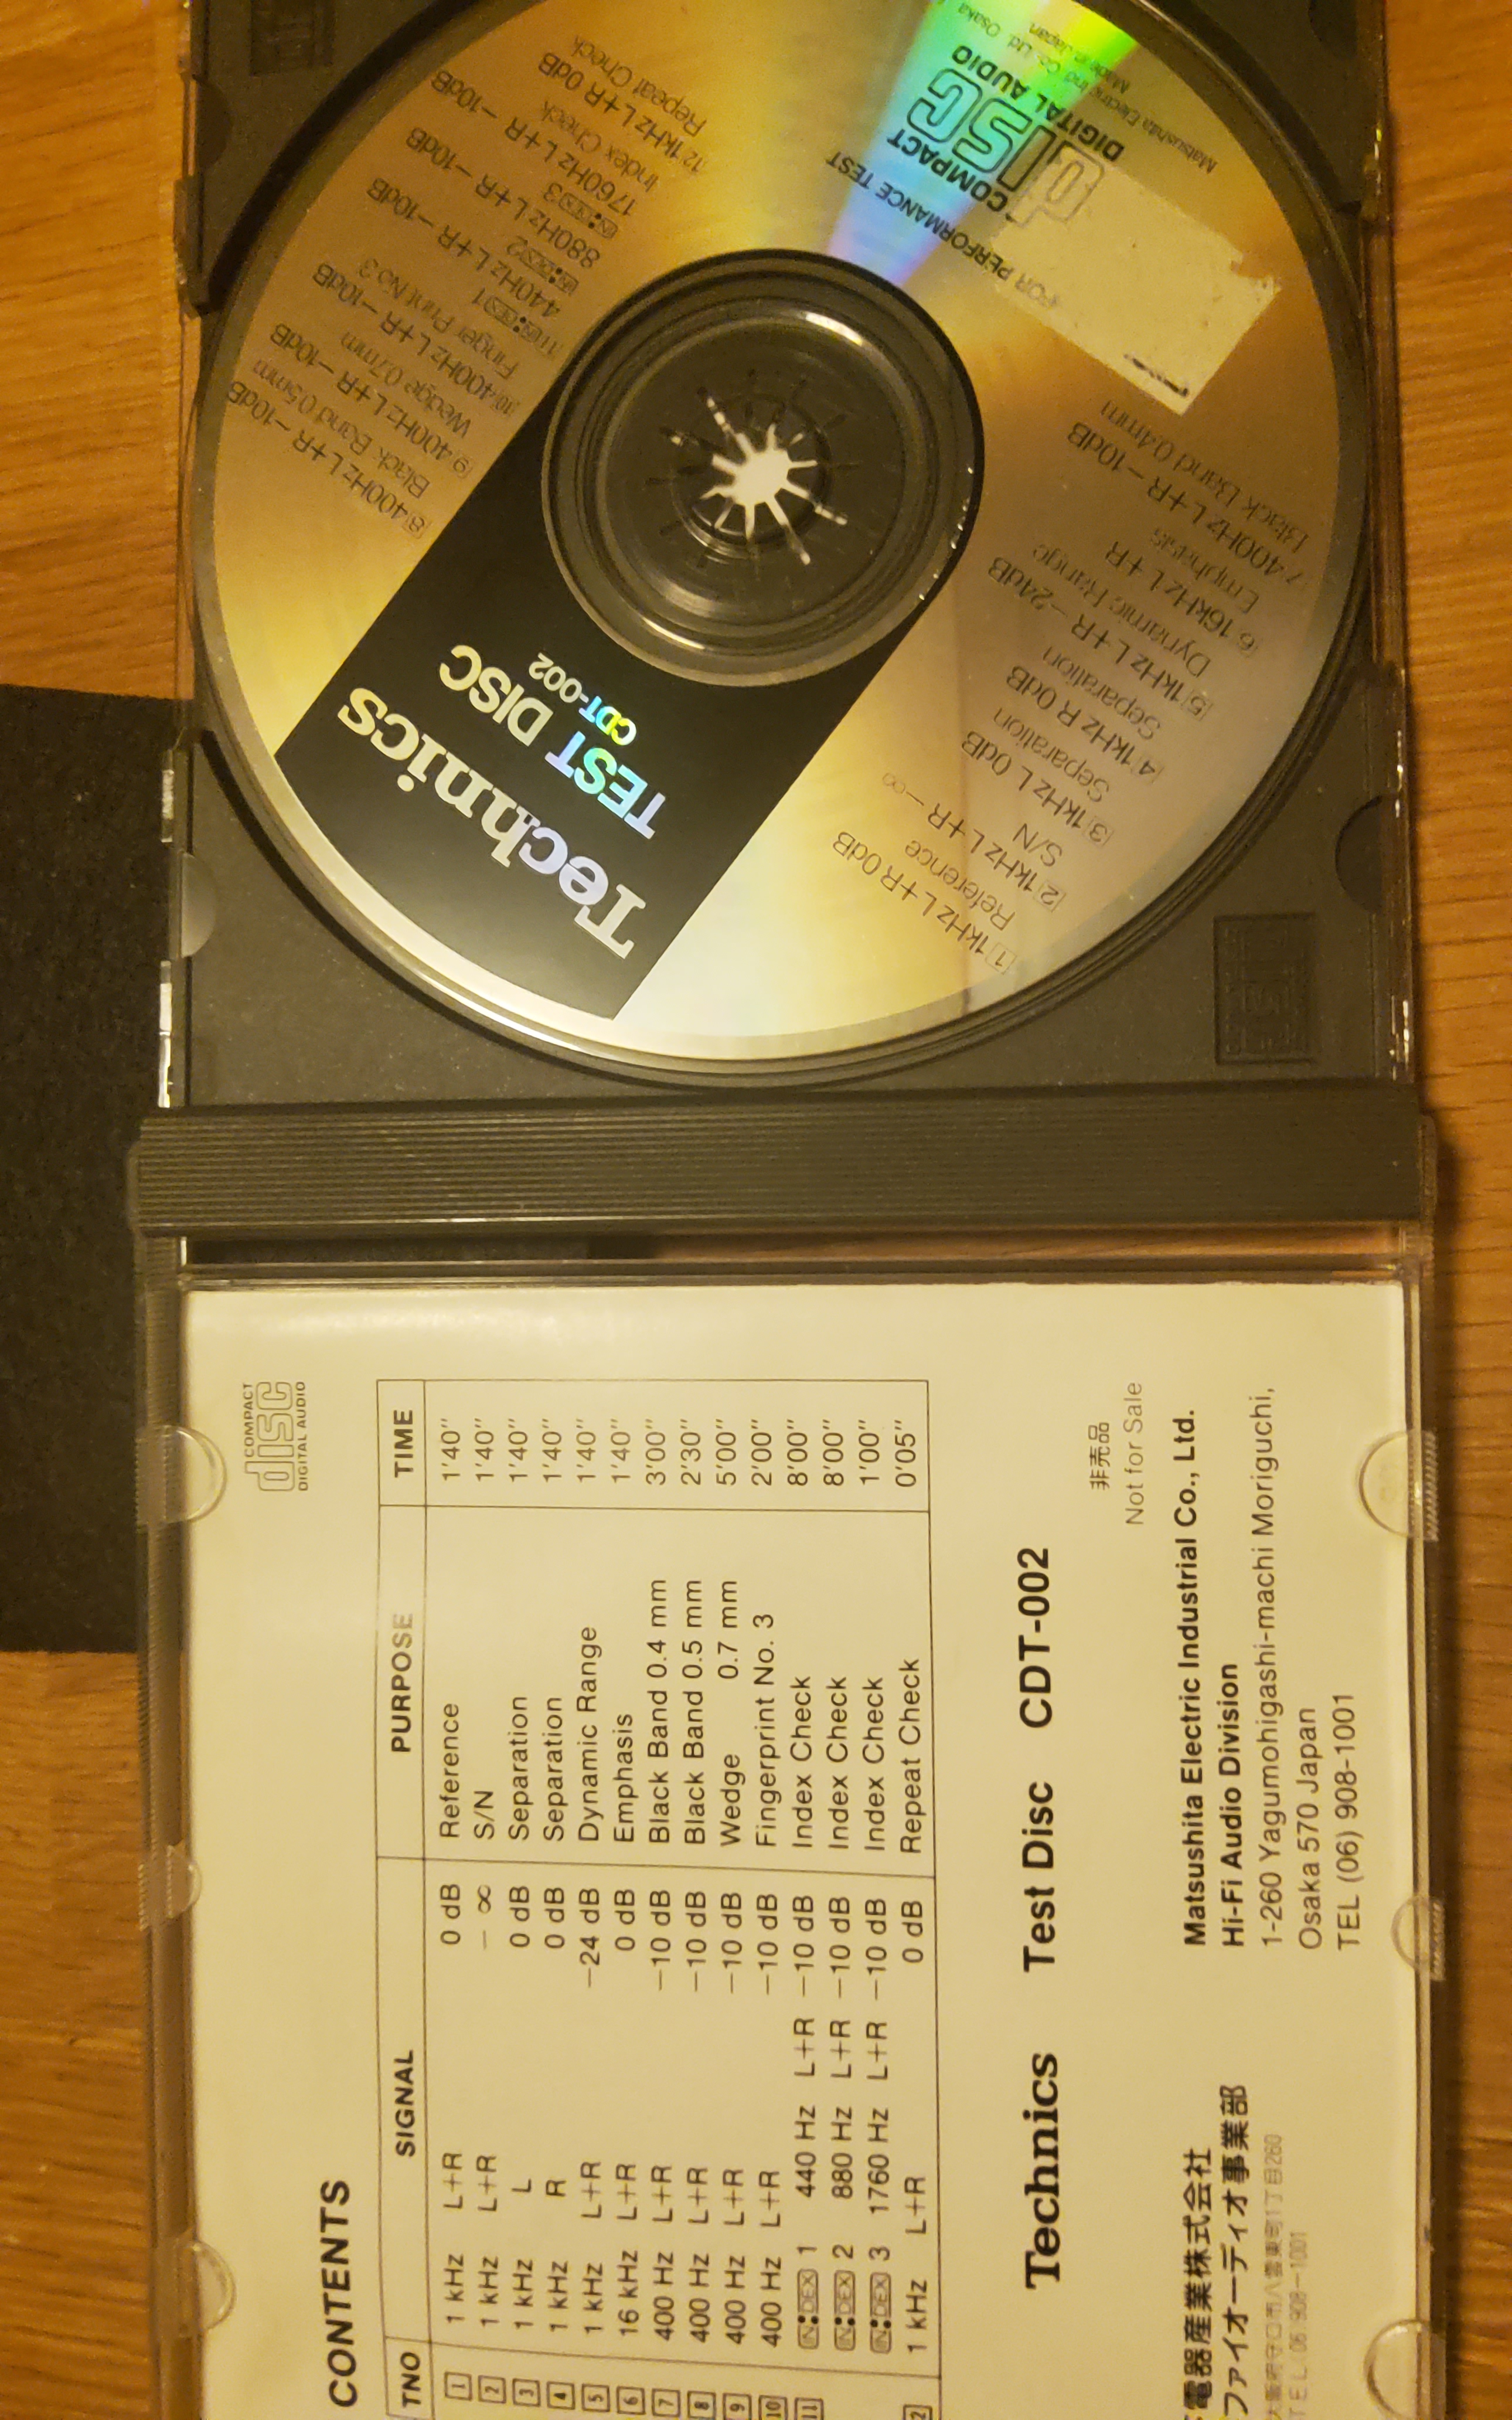 Technics
TEST DISC
CDT-002
FOR PERFORMANCE TEST
COMPACT
disc
DIGITAL AUDIO
Matsushita Electric Ind. Co., Ltd. Osaka
Made in Japan
1 1kHz L+R 0dB
Reference
2 1kHz L+R −∞
S/N
3 1kHz L 0dB
Separation
4 1kHz R 0dB
Separation
5 1kHz L+R −24dB
Dynamic Range
6 16kHz L+R
Emphasis
7 400Hz L+R −10dB
Black Band 0.4mm
8 400Hz L+R −10dB
Black Band 0.5mm
9 400Hz L+R −10dB
Wedge 0.7mm
10 400Hz L+R −10dB
Finger Print No.3
11 INDEX 1
440Hz L+R −10dB
INDEX 2
880Hz L+R −10dB
INDEX 3
1760Hz L+R −10dB
Index Check
12 1kHz L+R 0dB
Repeat Check
COMPACT
disc
DIGITAL AUDIO
CONTENTS
TNO SIGNAL PURPOSE TIME
1 1 kHz L+R 0 dB Reference 1'40"
2 1 kHz L+R −∞ S/N 1'40"
3 1 kHz L 0 dB Separation 1'40"
4 1 kHz R 0 dB Separation 1'40"
5 1 kHz L+R −24 dB Dynamic Range 1'40"
6 16 kHz L+R 0 dB Emphasis 1'40"
7 400 Hz L+R −10 dB Black Band 0.4 mm 3'00"
8 400 Hz L+R −10 dB Black Band 0.5 mm 2'30"
9 400 Hz L+R −10 dB Wedge 0.7 mm 5'00"
10 400 Hz L+R −10 dB Fingerprint No. 3 2'00"
11 INDEX 1 440 Hz L+R −10 dB Index Check 8'00"
INDEX 2 880 Hz L+R −10 dB Index Check 8'00"
INDEX 3 1760 Hz L+R −10 dB Index Check 1'00"
2 1 kHz L+R 0 dB Repeat Check 0'05"
Technics Test Disc CDT-002
非売品
Not for Sale
電器産業株式会社
ファイオーディオ事業部
Matsushita Electric Industrial Co., Ltd.
Hi-Fi Audio Division
1-260 Yagumohigashi-machi Moriguchi,
Osaka 570 Japan
TEL (06) 908-1001